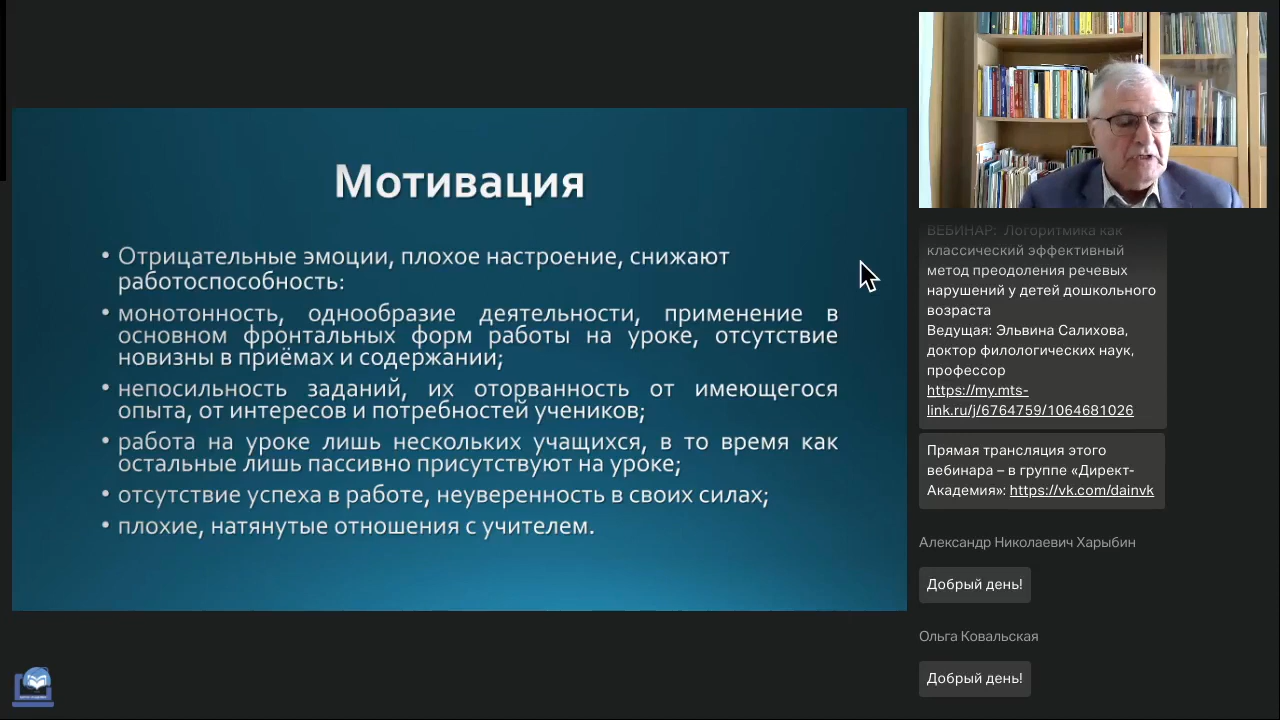 Мотивация
• Отрицательные эмоции, плохое настроение, снижают
работоспособность:
• монотонность, однообразие деятельности, применение в
основном фронтальных форм работы на уроке, отсутствие
новизны в приёмах и содержании;
• непосильность заданий, их оторванность от имеющегося
опыта, от интересов и потребностей учеников;
• работа на уроке лишь нескольких учащихся, в то время как
остальные лишь пассивно присутствуют на уроке;
• отсутствие успеха в работе, неуверенность в своих силах;
• плохие, натянутые отношения с учителем.
ВЕБИНАР: Логоритмика как
классический эффективный
метод преодоления речевых
нарушений у детей дошкольного
возраста
Ведущая: Эльвина Салихова,
доктор филологических наук,
профессор
https://my.mts-
link.ru/j/6764759/1064681026
Прямая трансляция этого
вебинара – в группе «Директ-
Академия»: https://vk.com/dainvk
Александр Николаевич Харыбин
Добрый день!
Ольга Ковальская
Добрый день!